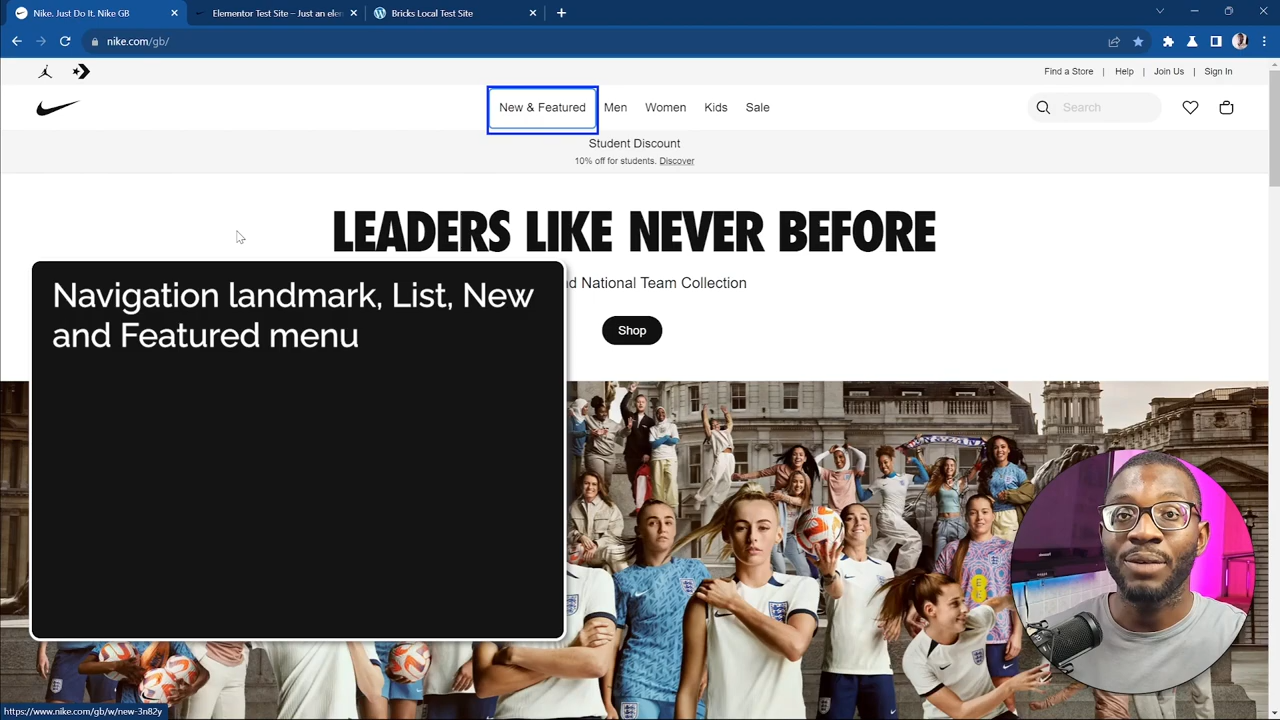 Nike. Just Do It. Nike GB
Elementor Test Site – Just an ele
Bricks Local Test Site
nike.com/gb/
Find a Store | Help | Join Us | Sign In
New & Featured Men Women Kids Sale
Search
Student Discount
10% off for students. Discover
LEADERS LIKE NEVER BEFORE
d National Team Collection
Shop
Navigation landmark, List, New
and Featured menu
https://www.nike.com/gb/w/new-3n82y